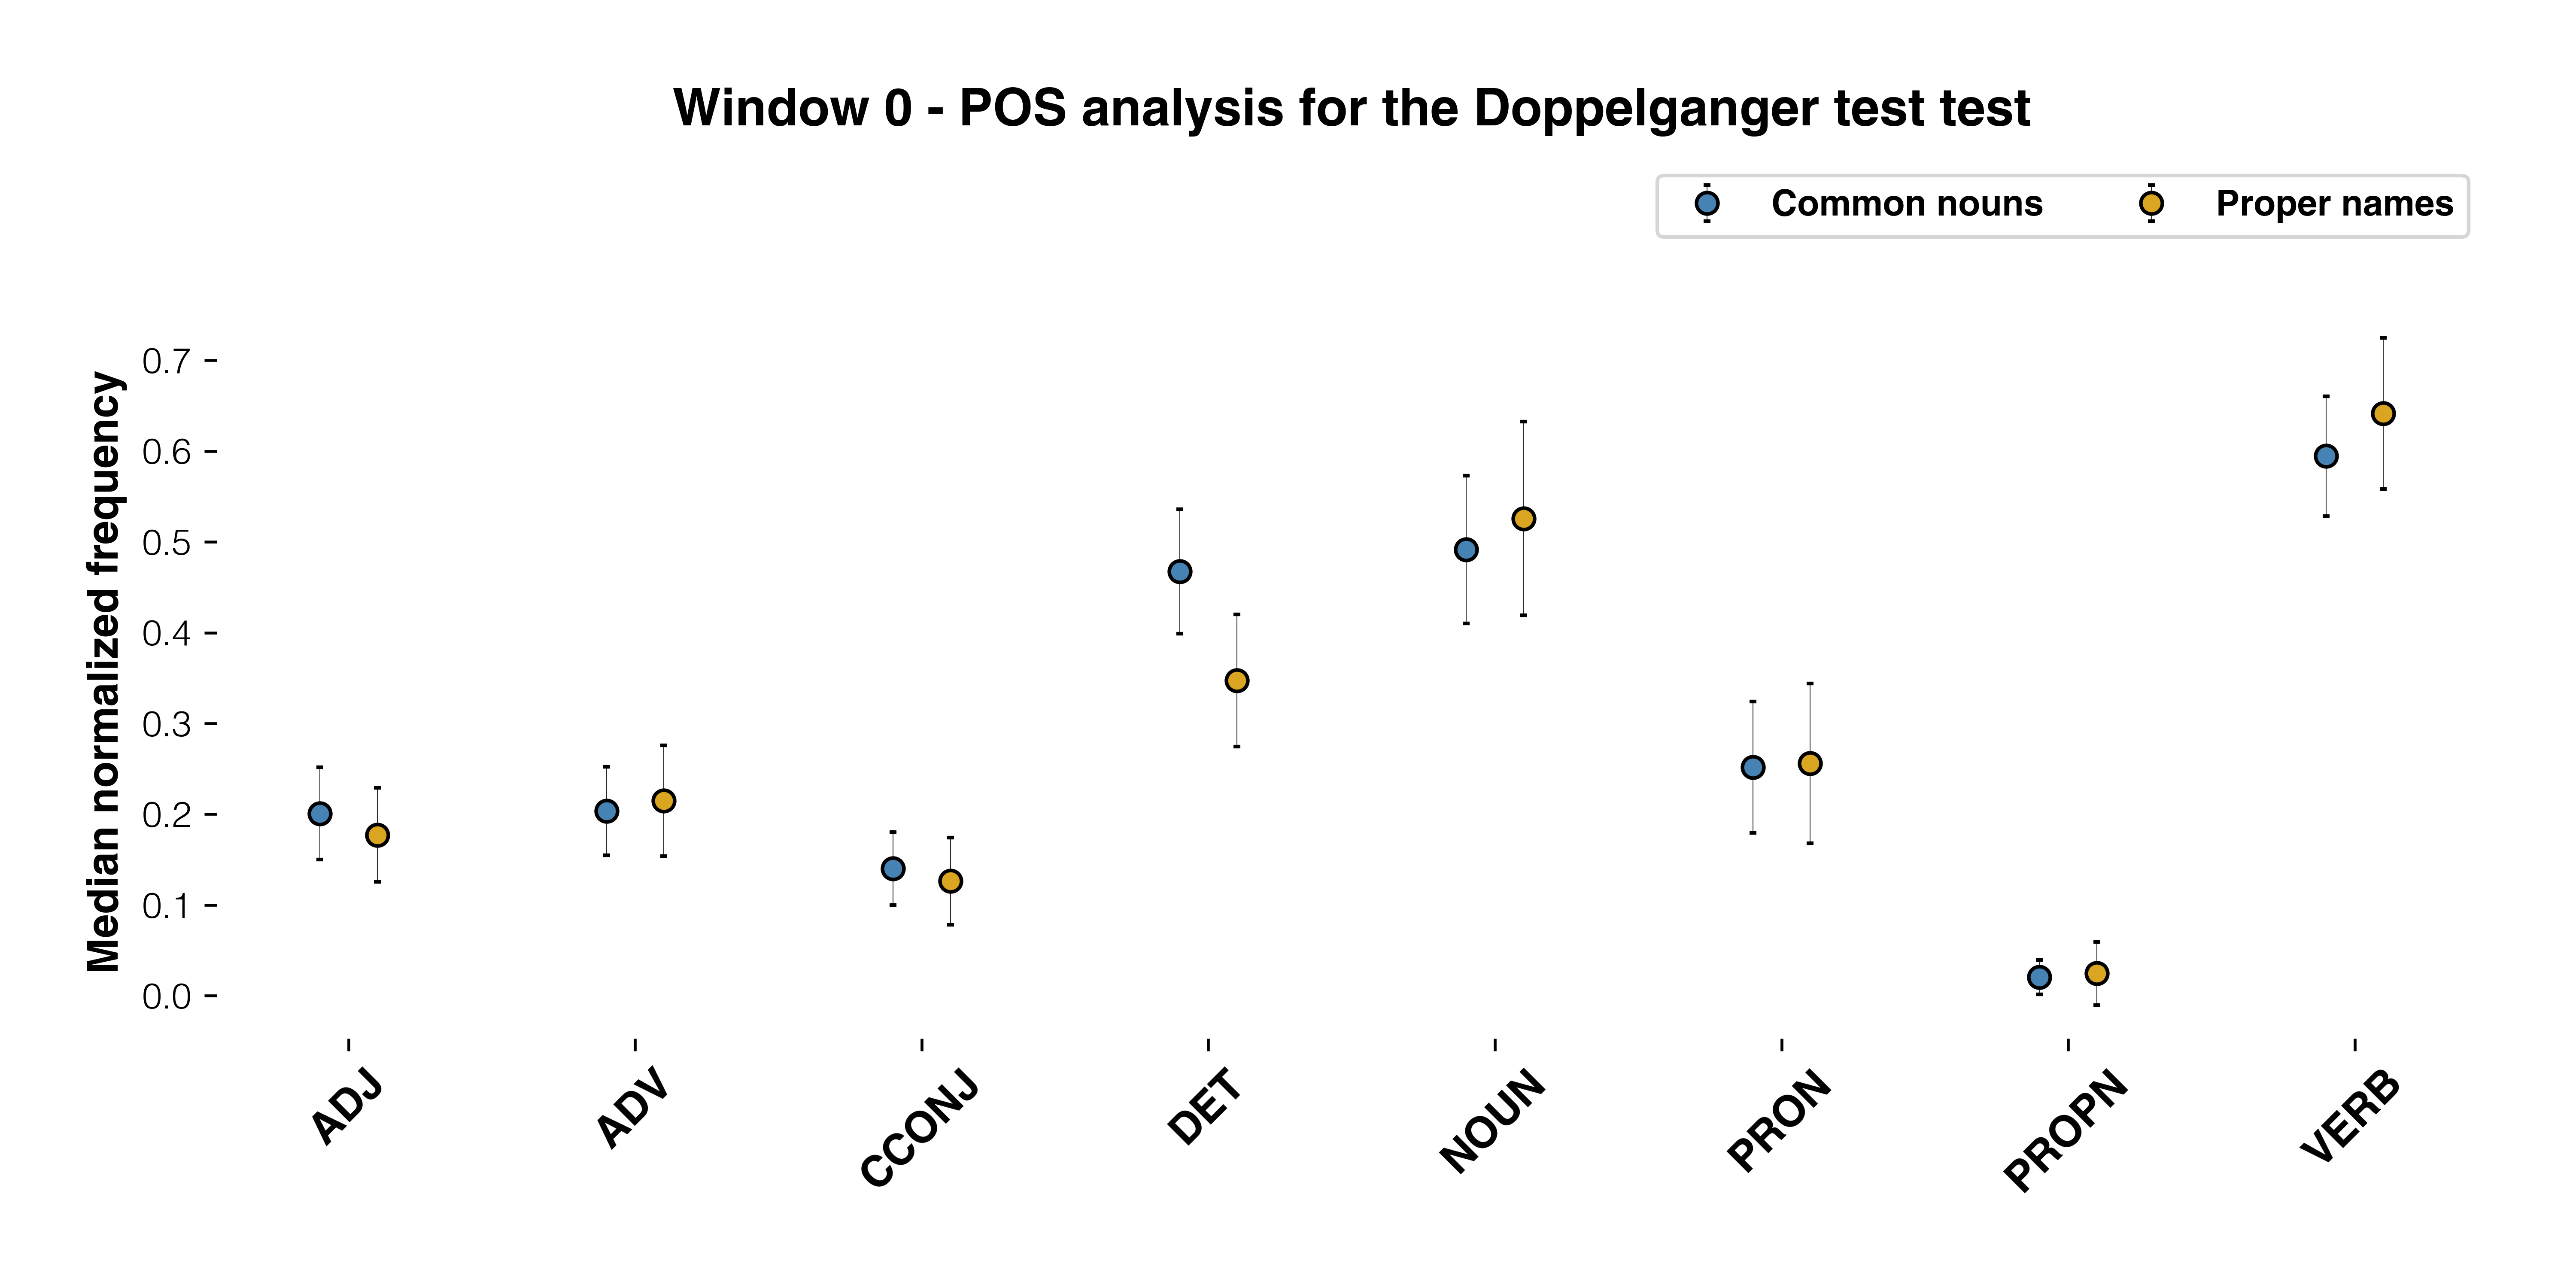 Window 0 - POS analysis for the Doppelganger test test
Common nouns
Proper names
Median normalized frequency
0.7
0.6
0.5
0.4
0.3
0.2
0.1
0.0
ADJ
ADV
CCONJ
DET
NOUN
PRON
PROPN
VERB